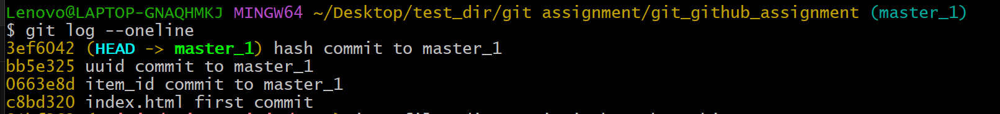 Lenovo@LAPTOP-GNAQHMKJ MINGW64 ~/Desktop/test_dir/git assignment/git_github_assignment (master_1)
$ git log --oneline
3ef6042 (HEAD -> master_1) hash commit to master_1
bb5e325 uuid commit to master_1
0663e8d item_id commit to master_1
c8bd320 index.html first commit